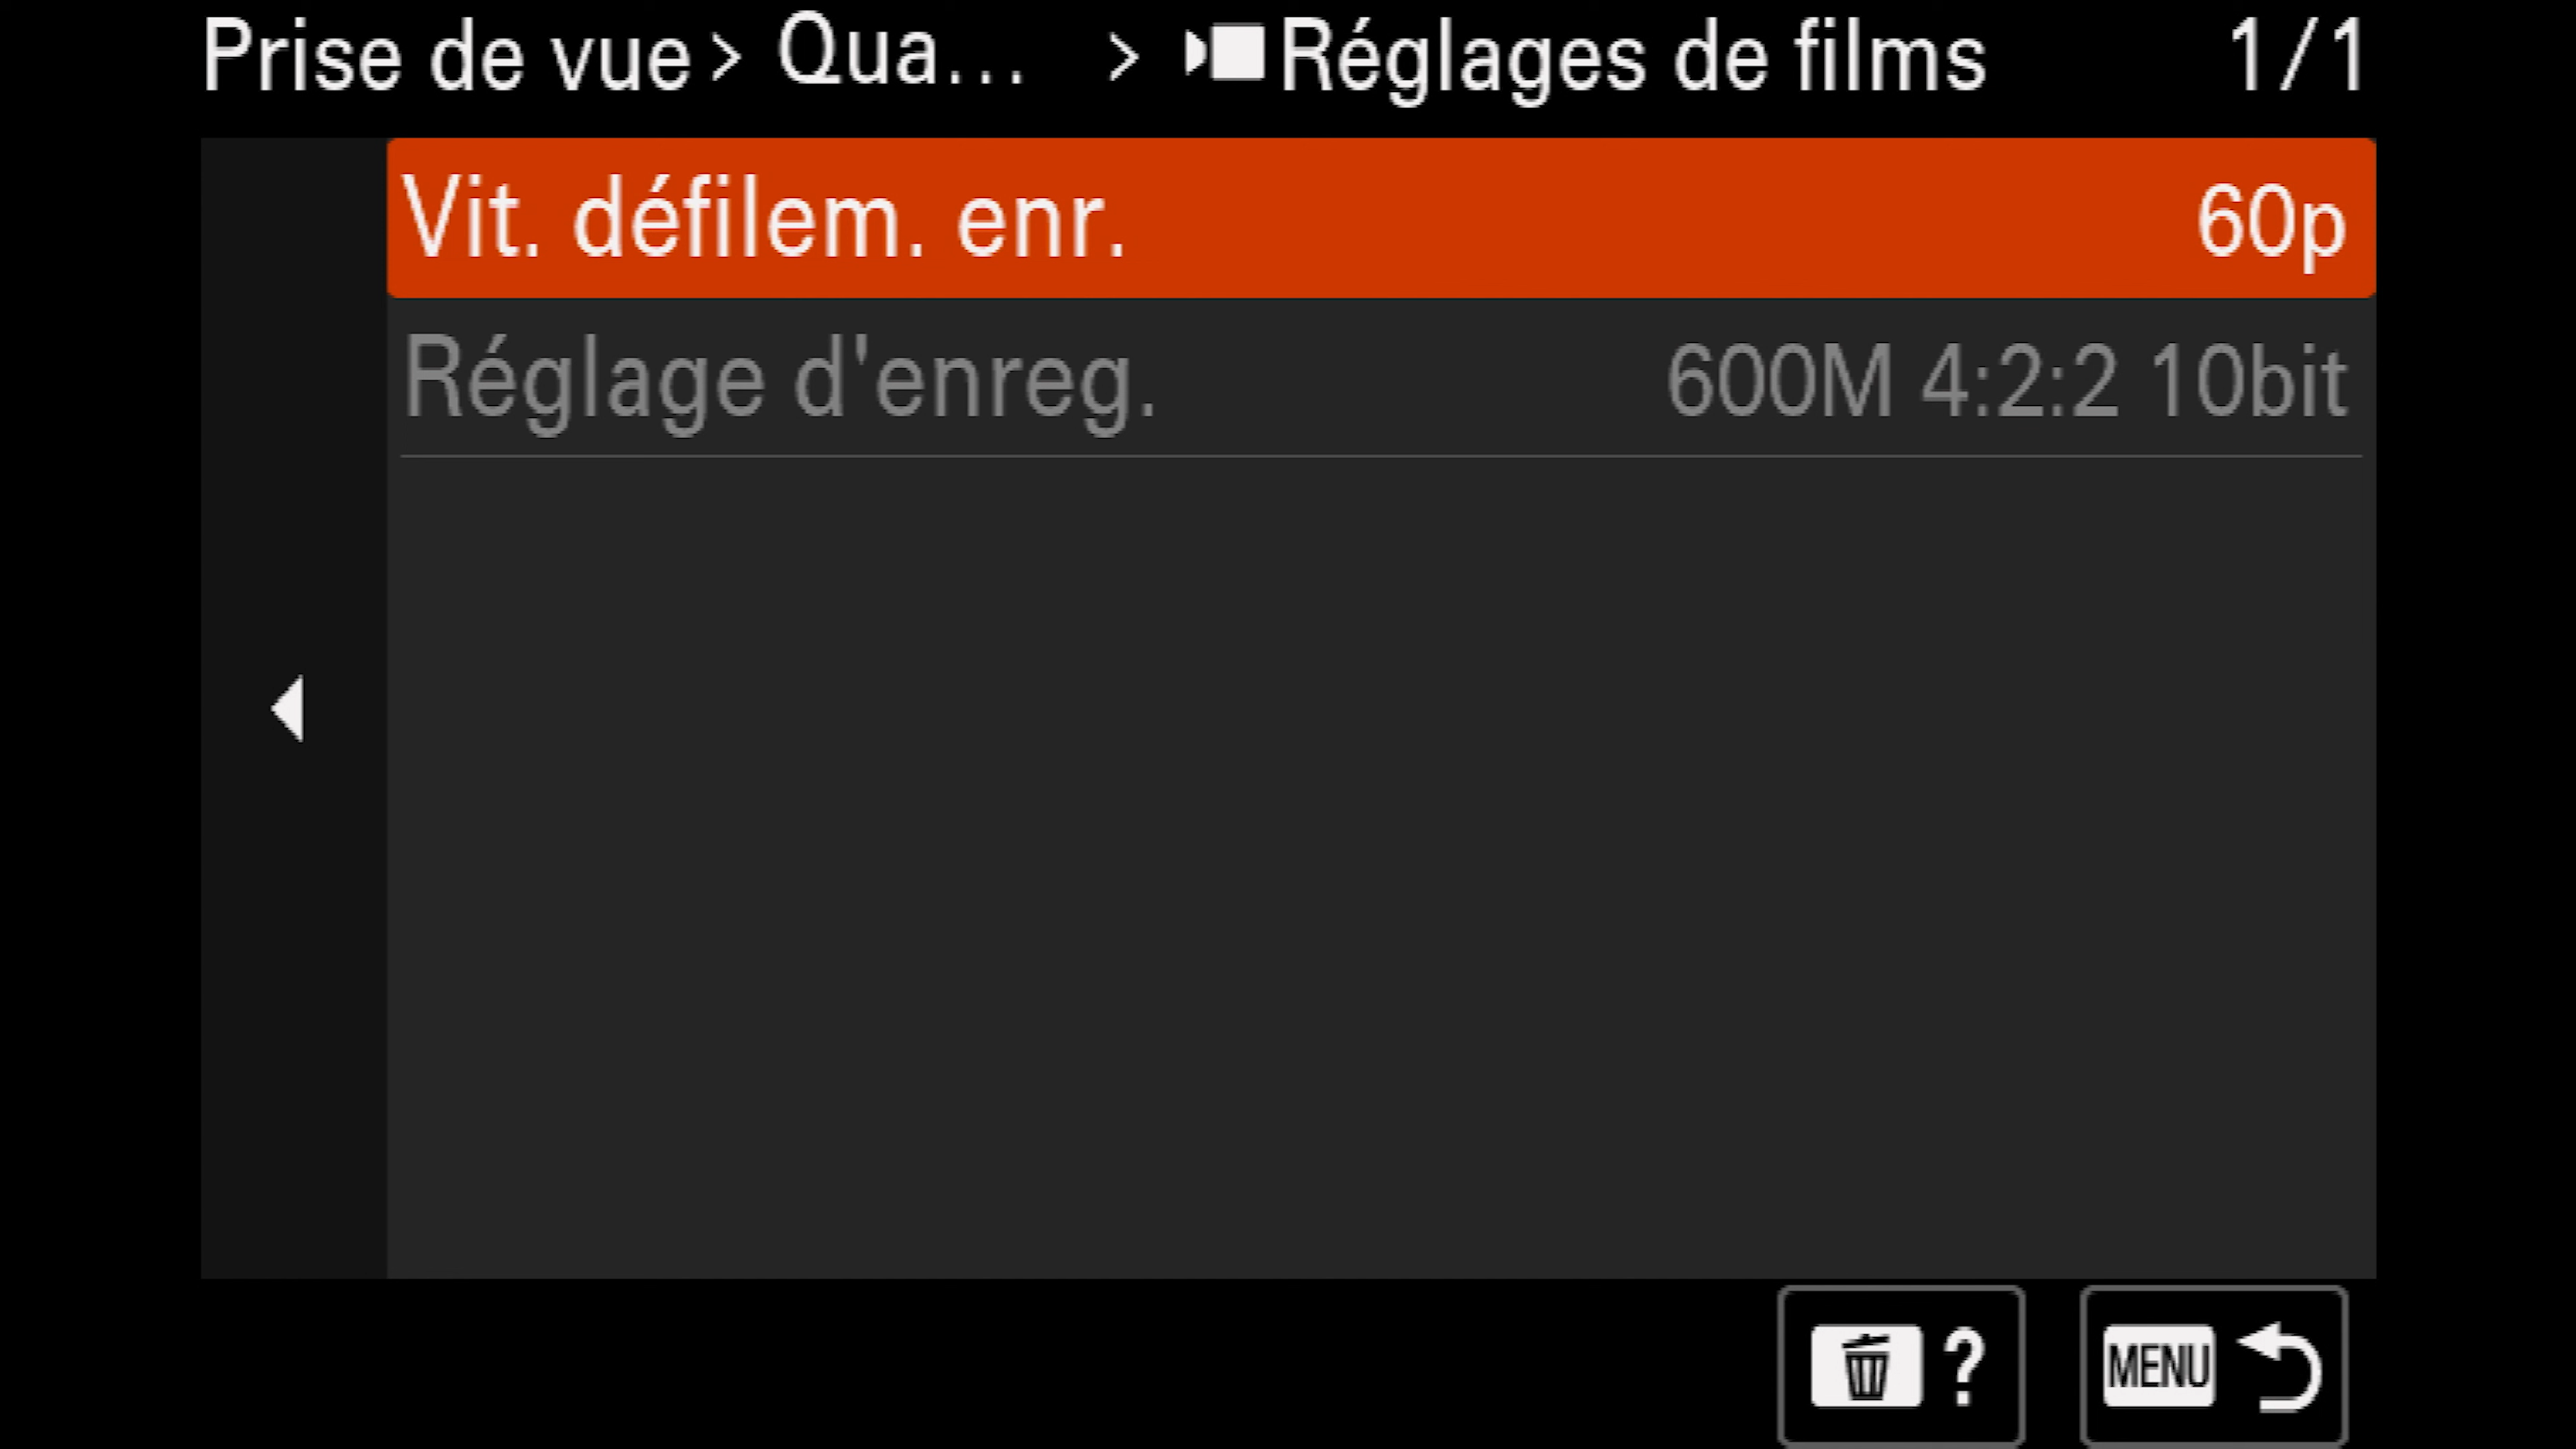 Prise de vue > Qua... > Réglages de films 1/1
Vit. défilem. enr. 60p
Réglage d'enreg. 600M 4:2:2 10bit
? MENU